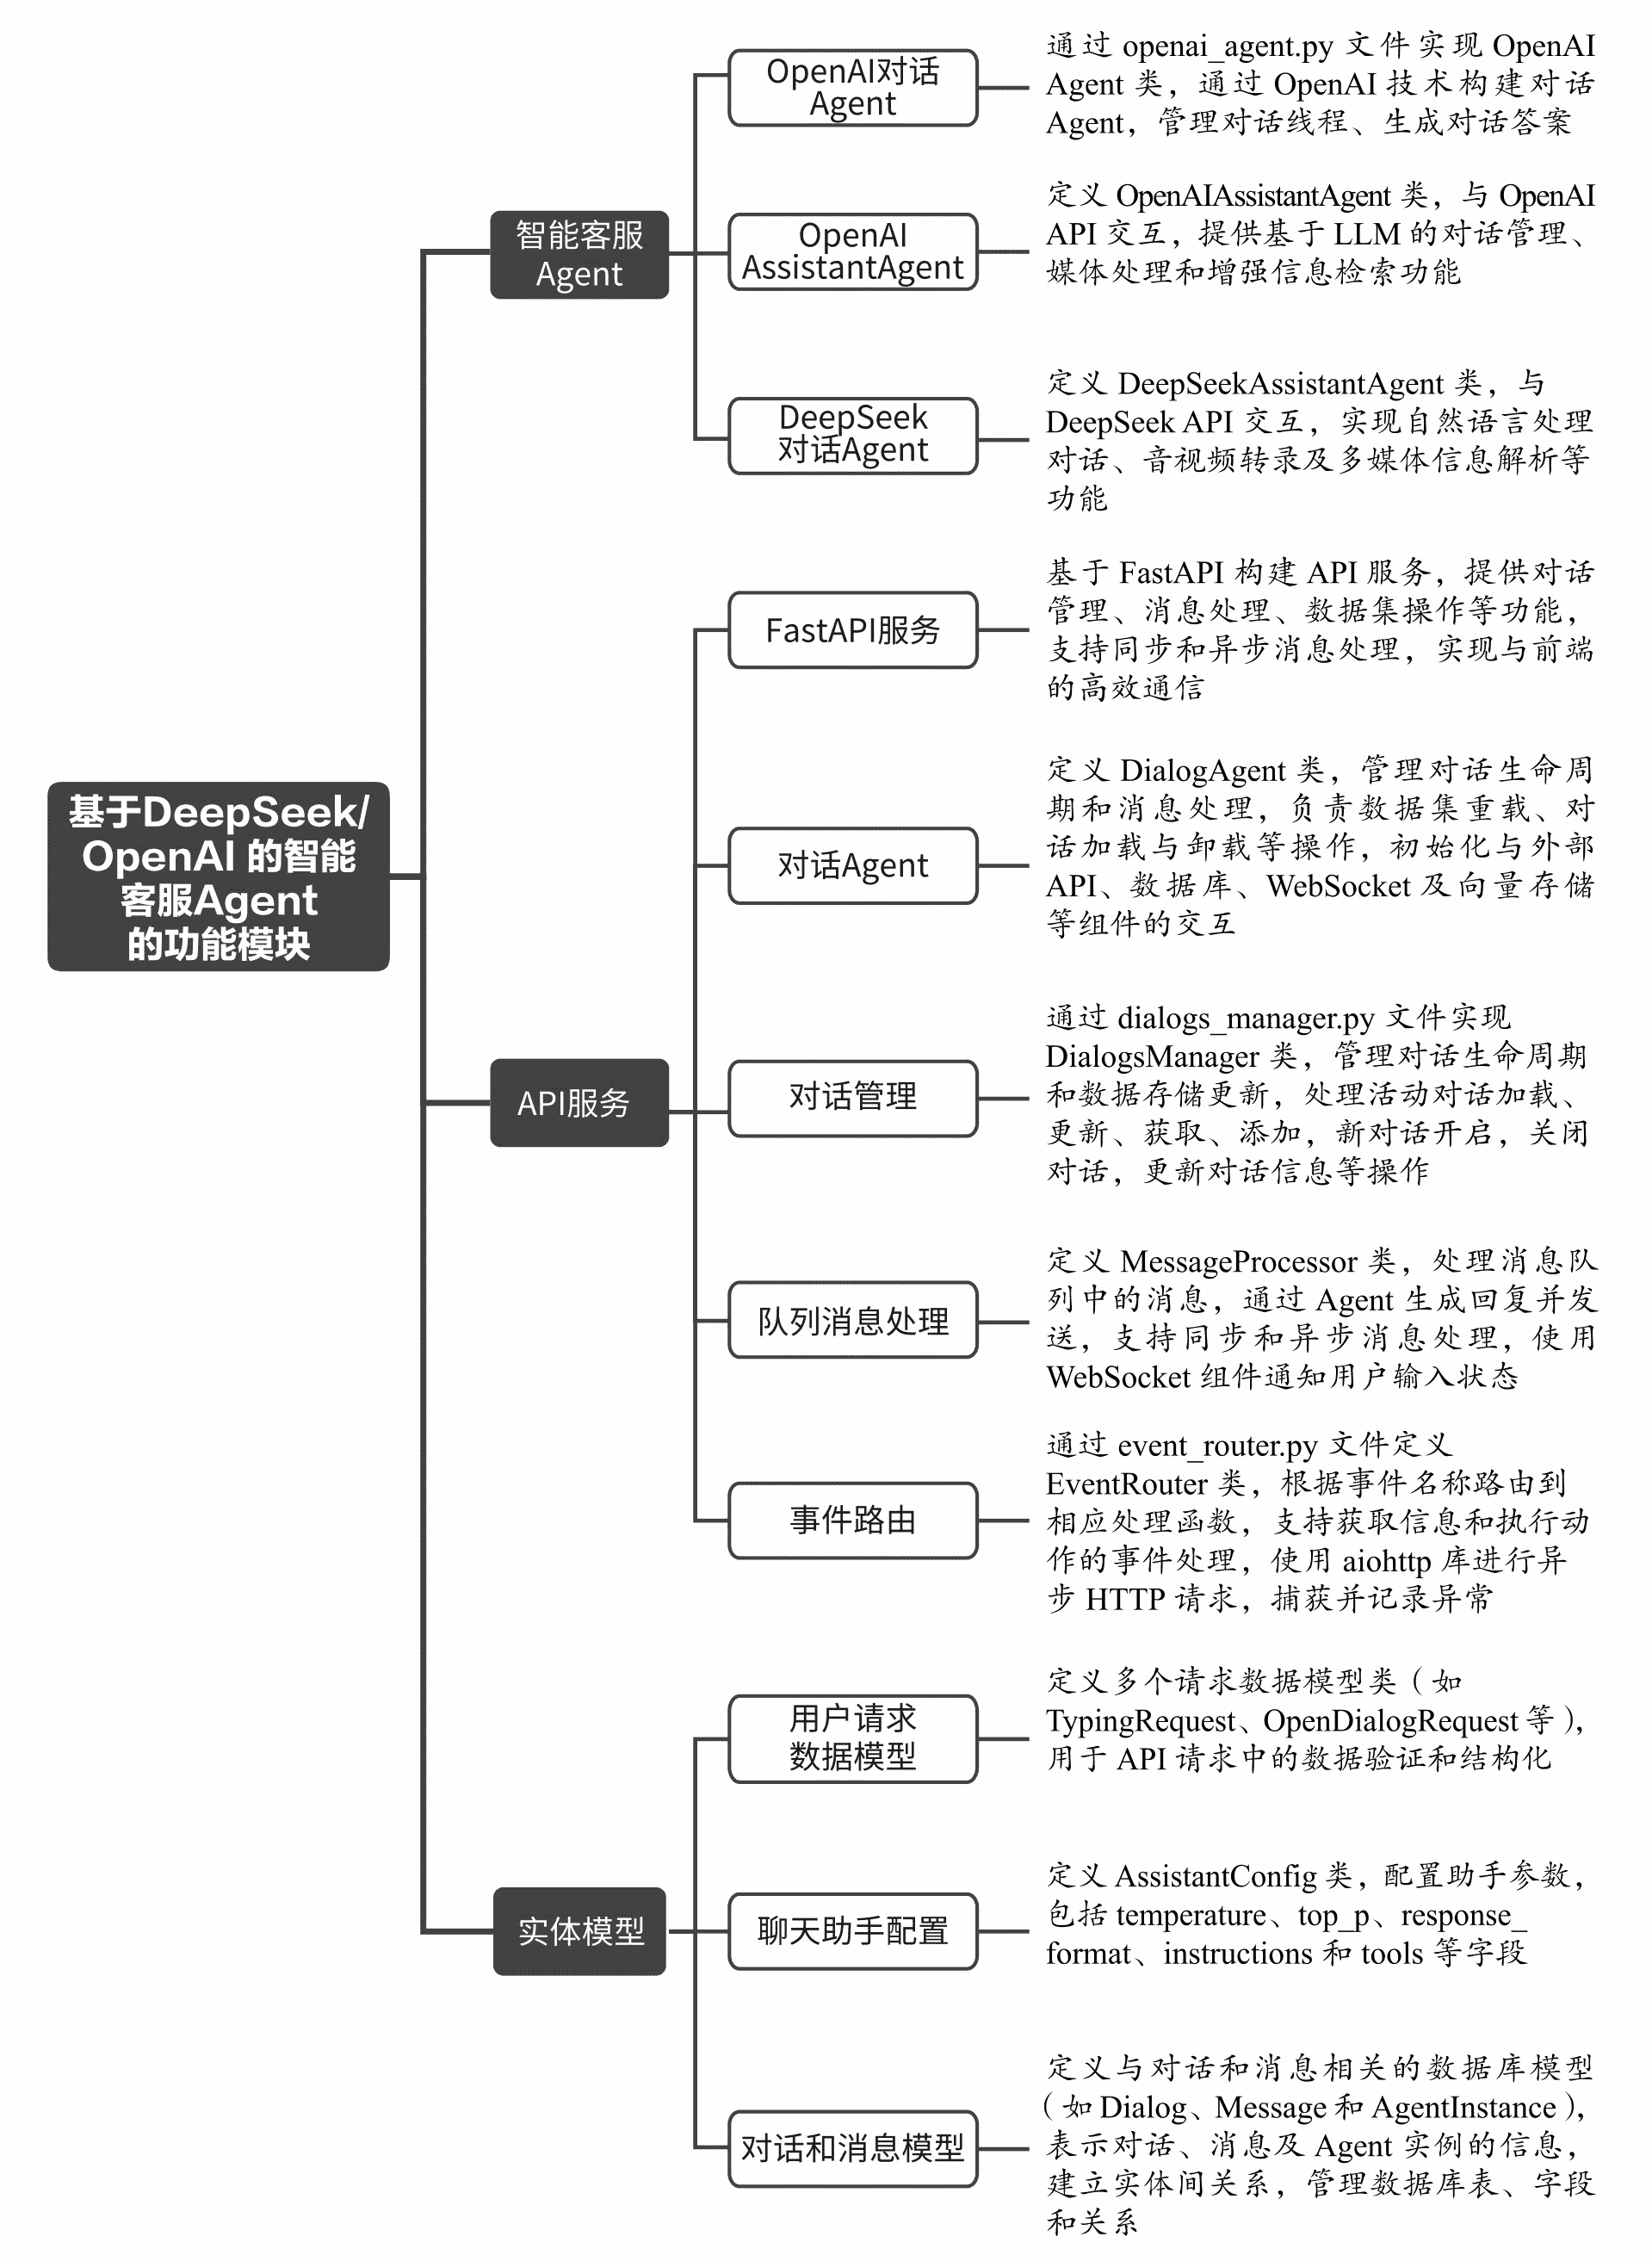 基于DeepSeek/
OpenAI 的智能
客服Agent
的功能模块
智能客服
Agent
OpenAI对话
Agent
通过 openai_agent.py 文件实现 OpenAI
Agent 类，通过 OpenAI 技术构建对话
Agent，管理对话线程、生成对话答案
OpenAI
AssistantAgent
定义 OpenAIAssistantAgent 类，与 OpenAI
API 交互，提供基于 LLM 的对话管理、
媒体处理和增强信息检索功能
DeepSeek
对话Agent
定义 DeepSeekAssistantAgent 类，与
DeepSeek API 交互，实现自然语言处理
对话、音视频转录及多媒体信息解析等
功能
API服务
FastAPI服务
基于 FastAPI 构建 API 服务，提供对话
管理、消息处理、数据集操作等功能，
支持同步和异步消息处理，实现与前端
的高效通信
对话Agent
定义 DialogAgent 类，管理对话生命周
期和消息处理，负责数据集重载、对
话加载与卸载等操作，初始化与外部
API、数据库、WebSocket 及向量存储
等组件的交互
对话管理
通过 dialogs_manager.py 文件实现
DialogsManager 类，管理对话生命周期
和数据存储更新，处理活动对话加载、
更新、获取、添加，新对话开启，关闭
对话，更新对话信息等操作
队列消息处理
定义 MessageProcessor 类，处理消息队
列中的消息，通过 Agent 生成回复并发
送，支持同步和异步消息处理，使用
WebSocket 组件通知用户输入状态
事件路由
通过 event_router.py 文件定义
EventRouter 类，根据事件名称路由到
相应处理函数，支持获取信息和执行动
作的事件处理，使用 aiohttp 库进行异
步 HTTP 请求，捕获并记录异常
实体模型
用户请求
数据模型
定义多个请求数据模型类（如
TypingRequest、OpenDialogRequest 等），
用于 API 请求中的数据验证和结构化
聊天助手配置
定义 AssistantConfig 类，配置助手参数，
包括 temperature、top_p、response_
format、instructions 和 tools 等字段
对话和消息模型
定义与对话和消息相关的数据库模型
（如 Dialog、Message 和 AgentInstance），
表示对话、消息及 Agent 实例的信息，
建立实体间关系，管理数据库表、字段
和关系